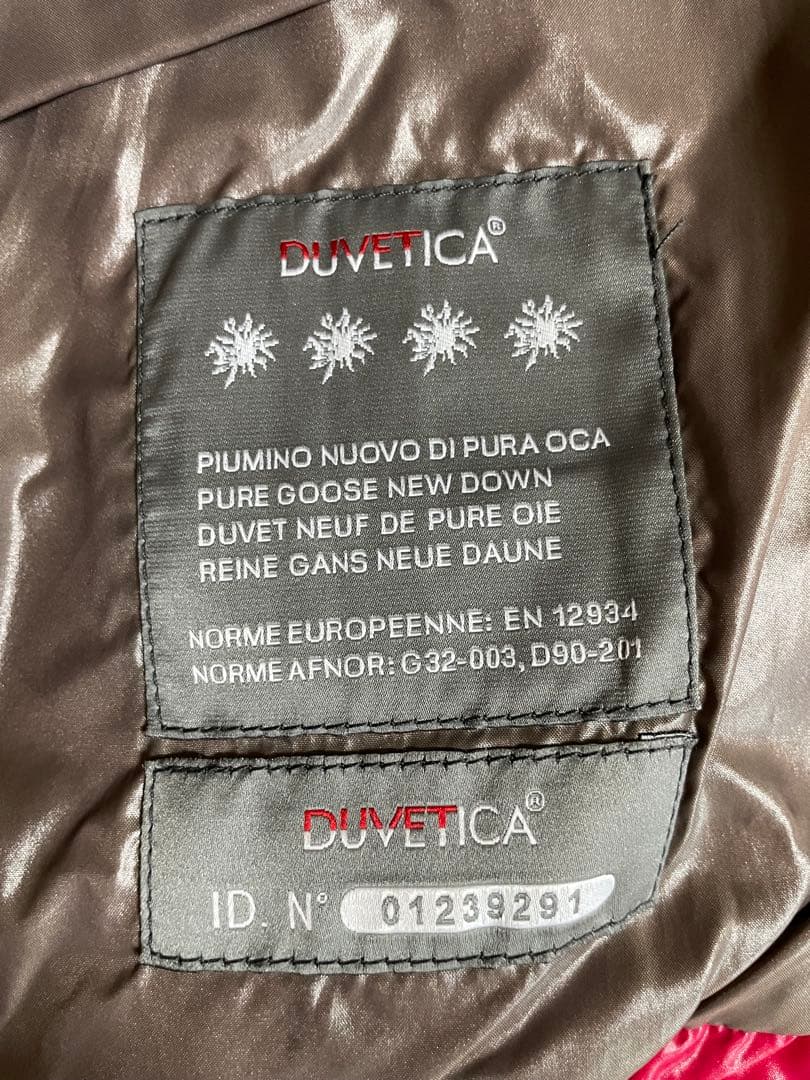 DUVETICA®
PIUMINO NUOVO DI PURA OCA
PURE GOOSE NEW DOWN
DUVET NEUF DE PURE OIE
REINE GANS NEUE DAUNE
NORME EUROPEENNE: EN 12934
NORME AFNOR: G32-003, D90-201
DUVETICA®
ID. N° 01239291